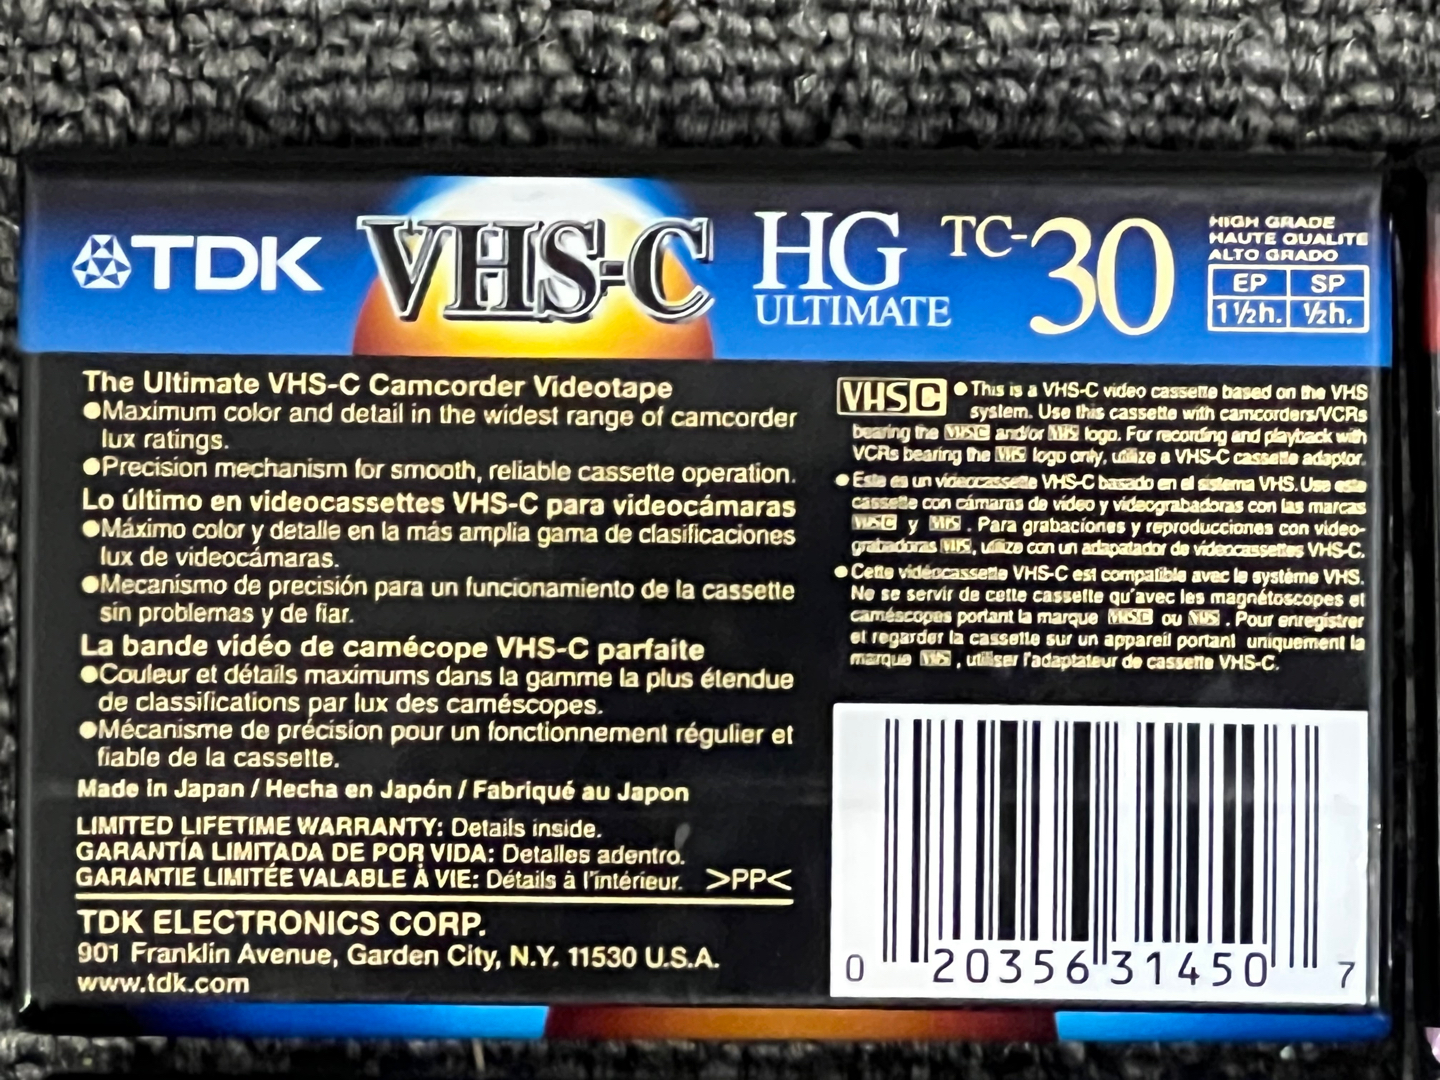 TDK VHS-C HG ULTIMATE TC-30
HIGH GRADE
HAUTE QUALITE
ALTO GRADO
EP SP
1½h. ½h.
The Ultimate VHS-C Camcorder Videotape
●Maximum color and detail in the widest range of camcorder
lux ratings.
●Precision mechanism for smooth, reliable cassette operation.
Lo último en videocassettes VHS-C para videocámaras
●Máximo color y detalle en la más amplia gama de clasificaciones
lux de videocámaras.
●Mecanismo de precisión para un funcionamiento de la cassette
sin problemas y de fiar.
La bande vidéo de camécope VHS-C parfaite
●Couleur et détails maximums dans la gamme la plus étendue
de classifications par lux des caméscopes.
●Mécanisme de précision pour un fonctionnement régulier et
fiable de la cassette.
Made in Japan / Hecha en Japón / Fabriqué au Japon
LIMITED LIFETIME WARRANTY: Details inside.
GARANTÍA LIMITADA DE POR VIDA: Detalles adentro.
GARANTIE LIMITÉE VALABLE À VIE: Détails à l'intérieur. >PP<
TDK ELECTRONICS CORP.
901 Franklin Avenue, Garden City, N.Y. 11530 U.S.A.
www.tdk.com
VHS C ●This is a VHS-C video cassette based on the VHS
system. Use this cassette with camcorders/VCRs
bearing the VHS C and/or VHS logo. For recording and playback with
VCRs bearing the VHS logo only, utilize a VHS-C cassette adaptor.
●Este es un videocassette VHS-C basado en el sistema VHS. Use este
cassette con cámaras de vídeo y videograbadoras con las marcas
VHS C y VHS . Para grabacíones y reproducciones con video-
grabadoras VHS, utilize con un adapatador de videocassettes VHS-C.
●Cette vidéocassette VHS-C est compatible avec le système VHS.
Ne se servir de cette cassette qu'avec les magnétoscopes et
caméscopes portant la marque VHS C ou VHS . Pour enregistrer
et regarder la cassette sur un appareil portant uniquement la
marque VHS , utiliser l'adaptateur de cassette VHS-C.
0 20356 31450 7